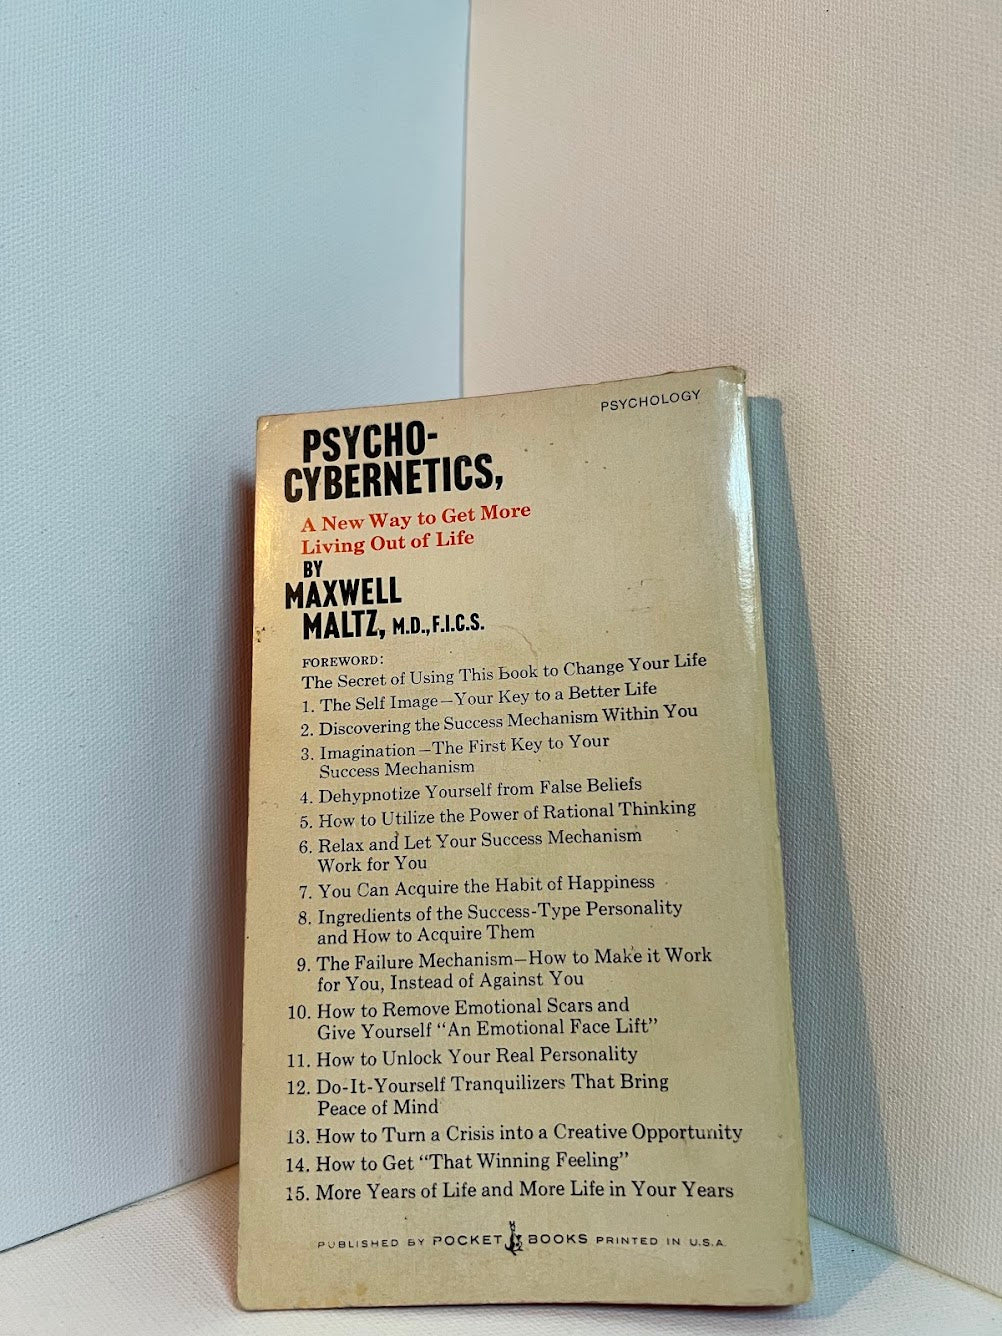 PSYCHOLOGY
PSYCHO-
CYBERNETICS,
A New Way to Get More
Living Out of Life
BY
MAXWELL
MALTZ, M.D., F.I.C.S.
FOREWORD:
The Secret of Using This Book to Change Your Life
1. The Self Image—Your Key to a Better Life
2. Discovering the Success Mechanism Within You
3. Imagination—The First Key to Your
Success Mechanism
4. Dehypnotize Yourself from False Beliefs
5. How to Utilize the Power of Rational Thinking
6. Relax and Let Your Success Mechanism
Work for You
7. You Can Acquire the Habit of Happiness
8. Ingredients of the Success-Type Personality
and How to Acquire Them
9. The Failure Mechanism—How to Make it Work
for You, Instead of Against You
10. How to Remove Emotional Scars and
Give Yourself “An Emotional Face Lift”
11. How to Unlock Your Real Personality
12. Do-It-Yourself Tranquilizers That Bring
Peace of Mind
13. How to Turn a Crisis into a Creative Opportunity
14. How to Get “That Winning Feeling”
15. More Years of Life and More Life in Your Years
PUBLISHED BY POCKET BOOKS PRINTED IN U.S.A.